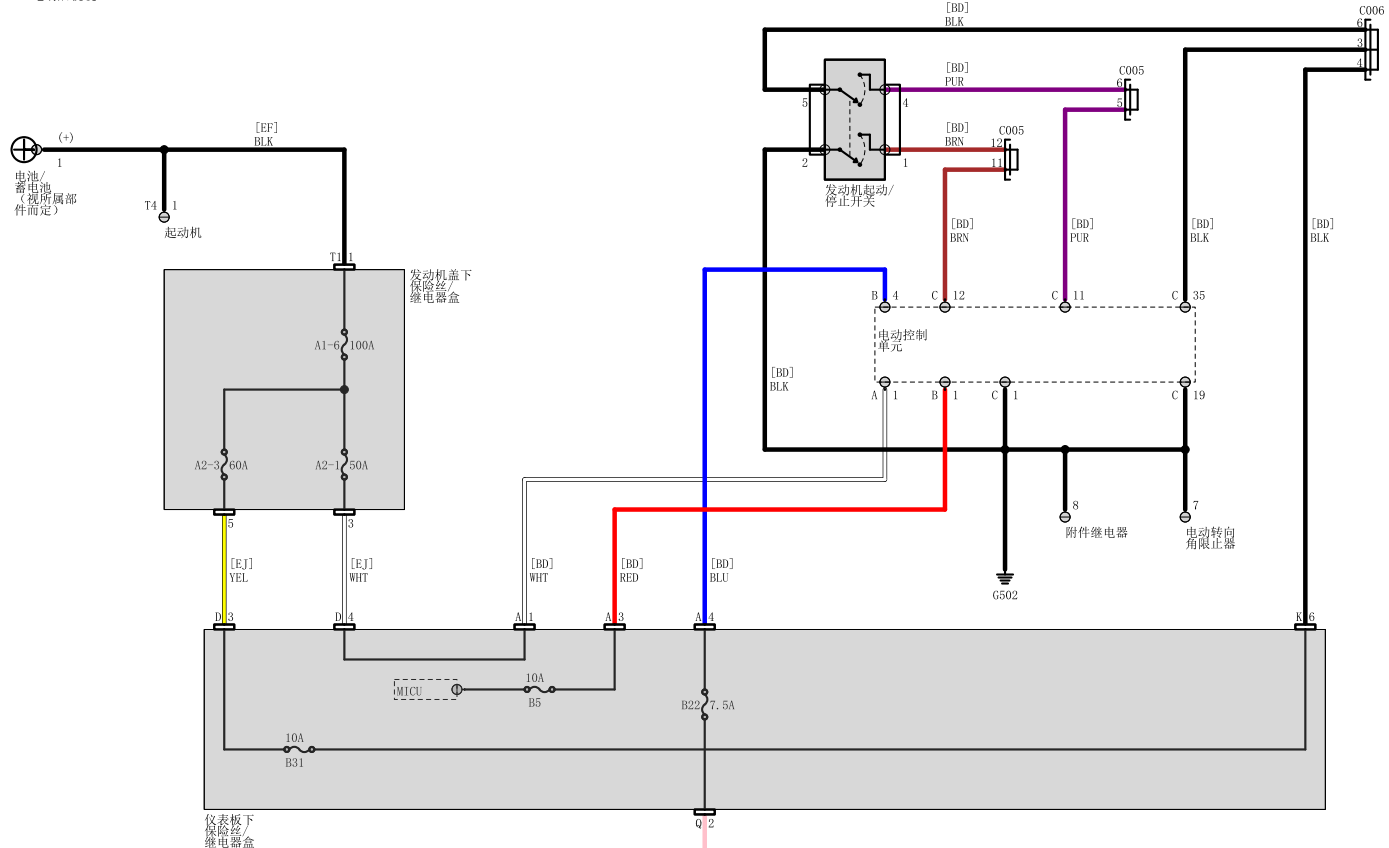 [BD]
BLK
C006
6
3
4
[BD]
PUR
C005
6
5
5
4
[BD]
BRN
C005
12
11
2
1
发动机起动/
停止开关
(+)
1
[EF]
BLK
电池/
蓄电池
（视所属部
件而定）
T4 1
起动机
T1 1
发动机盖下
保险丝/
继电器盒
A1-6 100A
A2-3 60A
A2-1 50A
5
3
[BD]
BRN
[BD]
PUR
[BD]
BLK
[BD]
BLK
B 4
C 12
C 11
C 35
电动控制
单元
[BD]
BLK
A 1
B 1
C 1
C 19
8
附件继电器
7
电动转向
角限止器
G502
[EJ]
YEL
[EJ]
WHT
[BD]
WHT
[BD]
RED
[BD]
BLU
D 3
D 4
A 1
A 3
A 4
K 6
MICU
10A
B5
B22 7.5A
10A
B31
仪表板下
保险丝/
继电器盒
Q 2